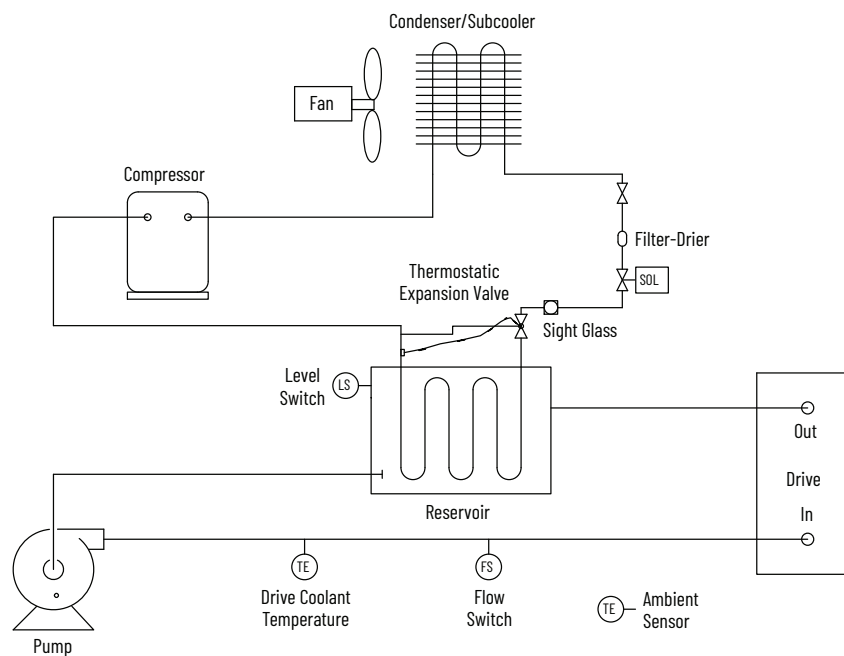 Condenser/Subcooler
Fan
Compressor
Filter-Drier
Thermostatic
Expansion Valve
SOL
Sight Glass
Level
Switch
LS
Out
Drive
In
Reservoir
TE
FS
Drive Coolant
Temperature
Flow
Switch
TE
Ambient
Sensor
Pump